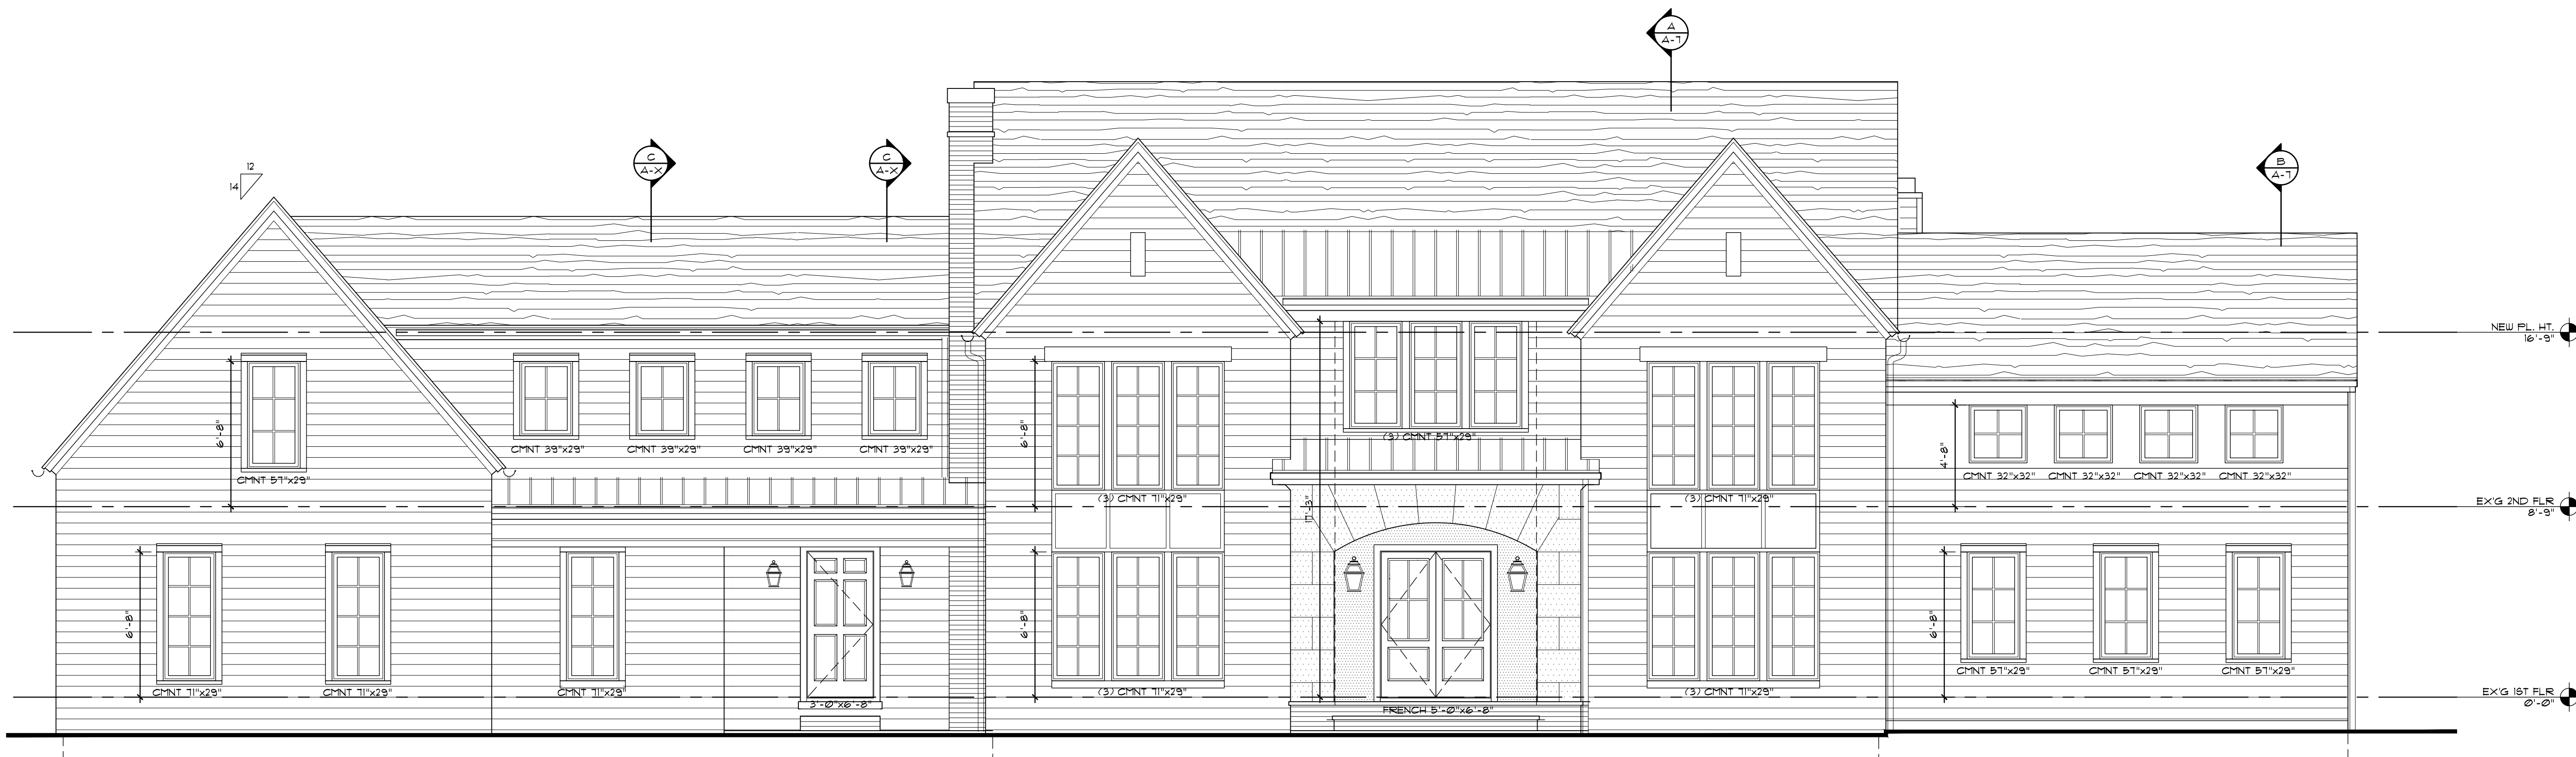 A
A-7
C
A-X
C
A-X
B
A-7
12
14
NEW PL. HT.
16'-9"
6'-8"
CMNT 39"x29"
CMNT 39"x29"
CMNT 39"x29"
CMNT 39"x29"
6'-8"
(3) CMNT 57"x29"
4'-8"
CMNT 57"x29"
CMNT 32"x32"
CMNT 32"x32"
CMNT 32"x32"
CMNT 32"x32"
(3) CMNT 71"x29"
17'-3"
(3) CMNT 71"x29"
EX'G 2ND FLR
8'-9"
6'-8"
6'-8"
6'-8"
CMNT 71"x29"
CMNT 71"x29"
CMNT 71"x29"
3'-0"x6'-8"
(3) CMNT 71"x29"
FRENCH 5'-0"x6'-8"
(3) CMNT 71"x29"
CMNT 57"x29"
CMNT 57"x29"
CMNT 57"x29"
EX'G 1ST FLR
0'-0"